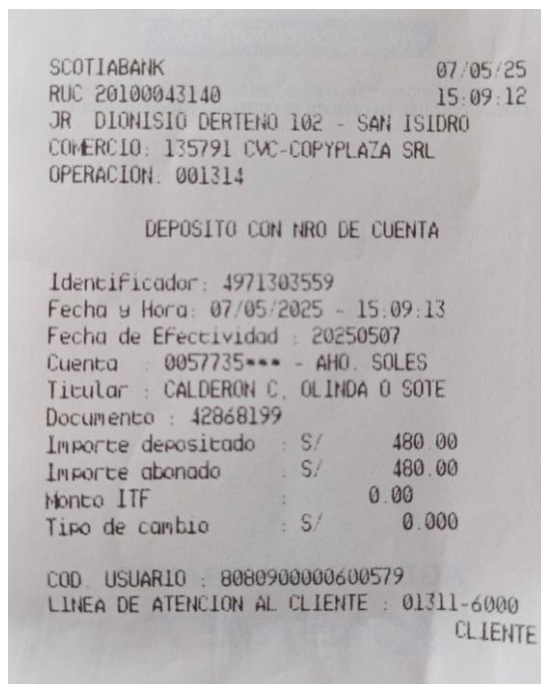 SCOTIABANK 07/05/25
RUC 20100043140 15:09:12
JR DIONISIO DERTENO 102 - SAN ISIDRO
COMERCIO: 135791 CVC-COPYPLAZA SRL
OPERACION: 001314
DEPOSITO CON NRO DE CUENTA
Identificador: 4971303559
Fecha y Hora: 07/05/2025 - 15:09:13
Fecha de Efectividad : 20250507
Cuenta : 0057735*** - AHO. SOLES
Titular : CALDERON C, OLINDA O SOTE
Documento : 42868199
Importe depositado : S/ 480.00
Importe abonado : S/ 480.00
Monto ITF : 0.00
Tipo de cambio : S/ 0.000
COD. USUARIO : 8080900000600579
LINEA DE ATENCION AL CLIENTE : 01311-6000
CLIENTE